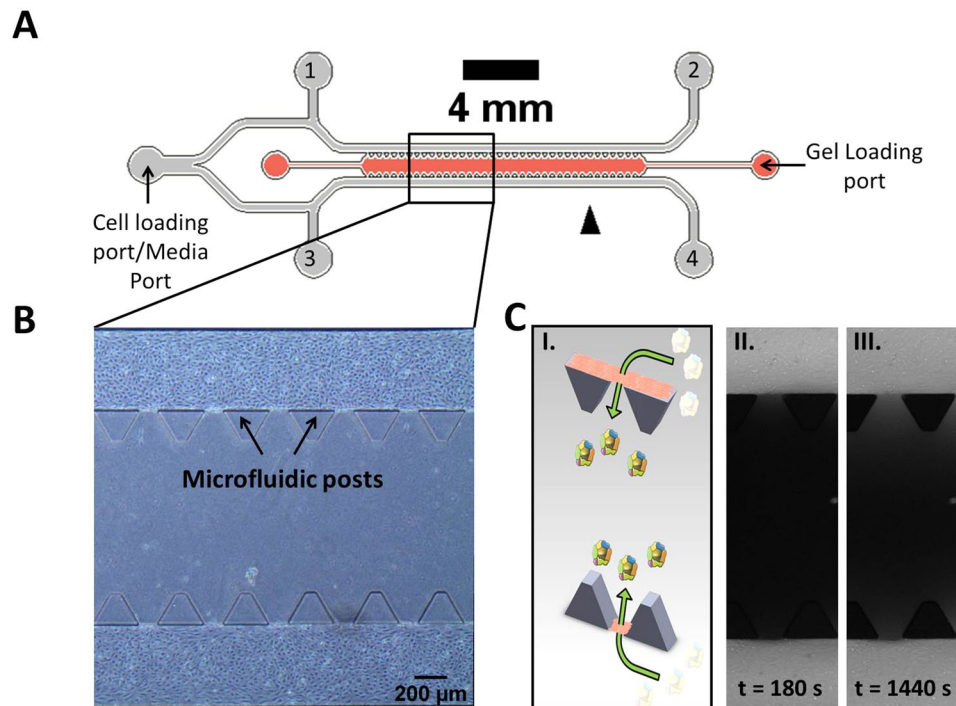 A
1
2
4 mm
Gel Loading
port
Cell loading
port/Media
Port
3
4
B
Microfluidic posts
200 µm
C
I.
II.
III.
t = 180 s
t = 1440 s